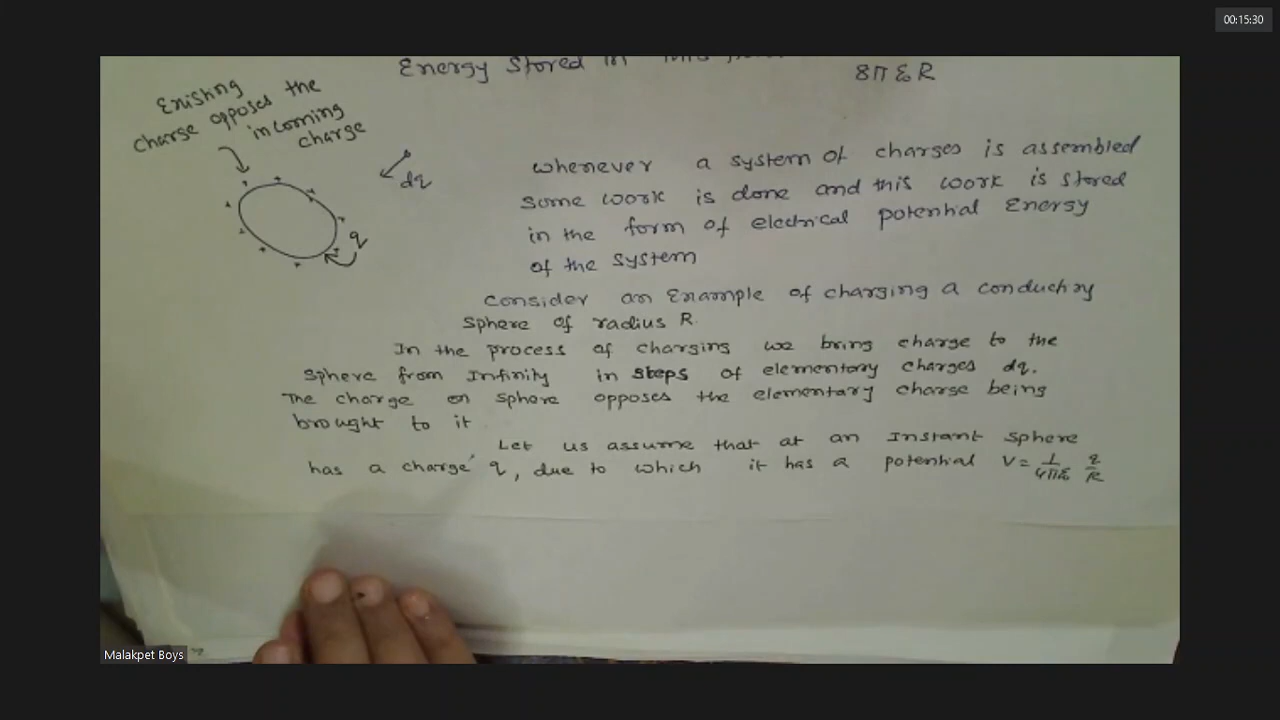 00:15:30
Energy Stored in this
8π ε R
Existing
charge opposes the
incoming
charge
dq
q
whenever a system of charges is assembled
some work is done and this work is stored
in the form of electrical potential Energy
of the system
Consider an Example of charging a conducting
sphere of radius R.
In the process of charging we bring charge to the
sphere from Infinity in steps of elementary charges dq.
The charge on sphere opposes the elementary charge being
brought to it
Let us assume that at an Instant sphere
has a charge q, due to which it has a potential V = 1/4πε₀ q/R
Malakpet Boys